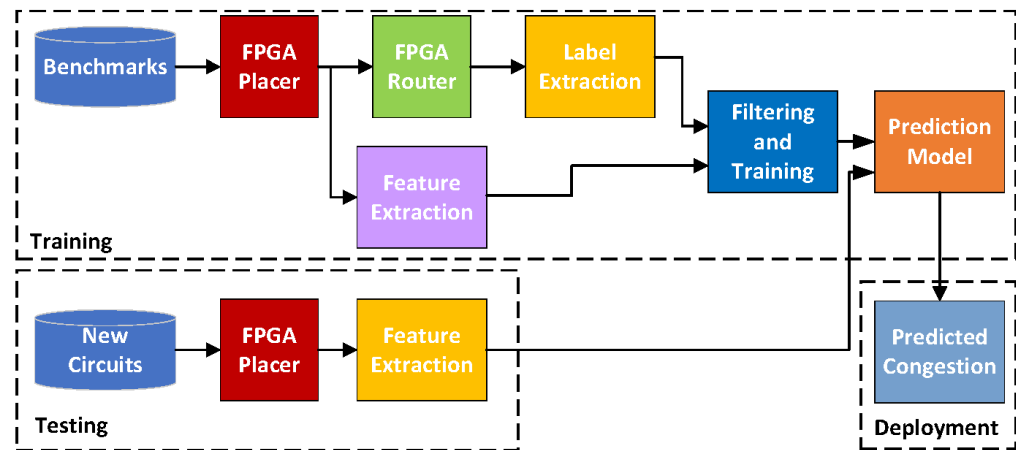 Benchmarks
FPGA
Placer
FPGA
Router
Label
Extraction
Filtering
and
Training
Prediction
Model
Feature
Extraction
Training
New
Circuits
FPGA
Placer
Feature
Extraction
Testing
Predicted
Congestion
Deployment